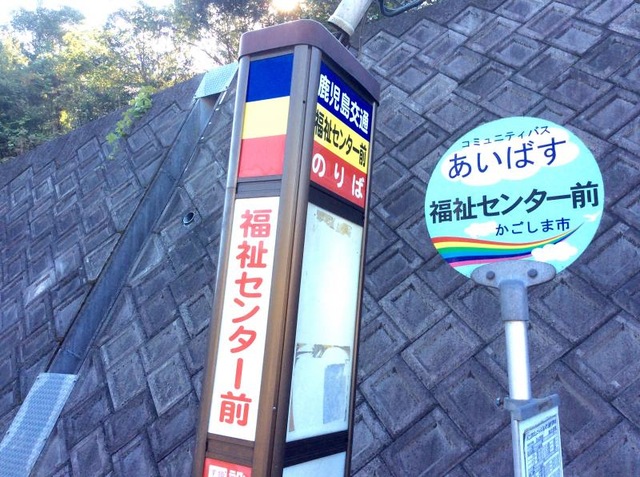 鹿児島交通
福祉センター前
のりば
福祉センター前
コミュニティバス
あいばす
福祉センター前
かごしま市